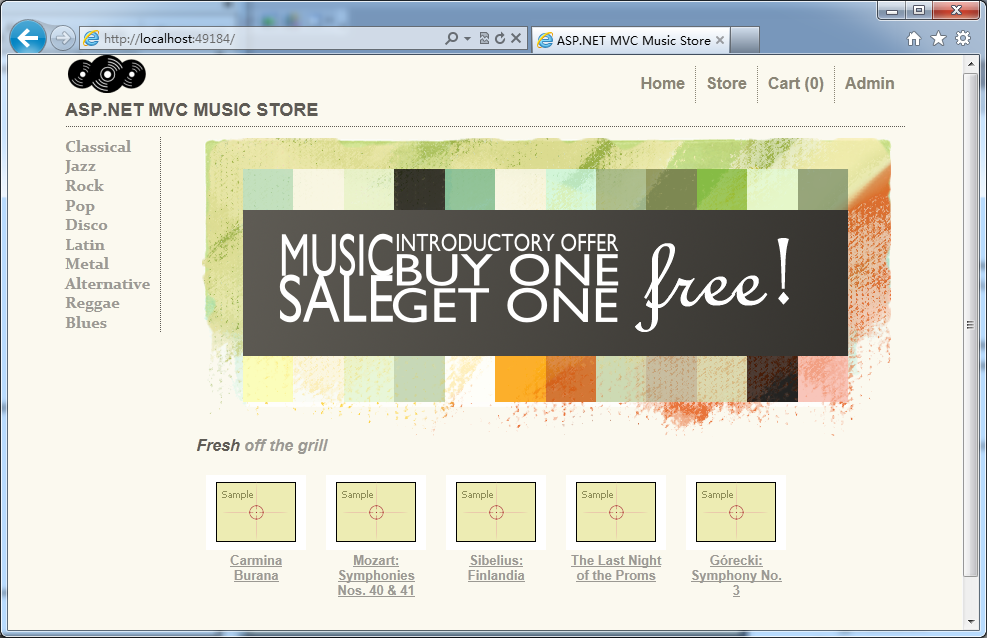 http://localhost:49184/
ASP.NET MVC Music Store
ASP.NET MVC MUSIC STORE
Home
Store
Cart (0)
Admin
Classical
Jazz
Rock
Pop
Disco
Latin
Metal
Alternative
Reggae
Blues
MUSIC
SALE
INTRODUCTORY OFFER
BUY ONE
GET ONE
free!
Fresh off the grill
Sample
Sample
Sample
Sample
Sample
Carmina
Burana
Mozart:
Symphonies
Nos. 40 & 41
Sibelius:
Finlandia
The Last Night
of the Proms
Górecki:
Symphony No.
3